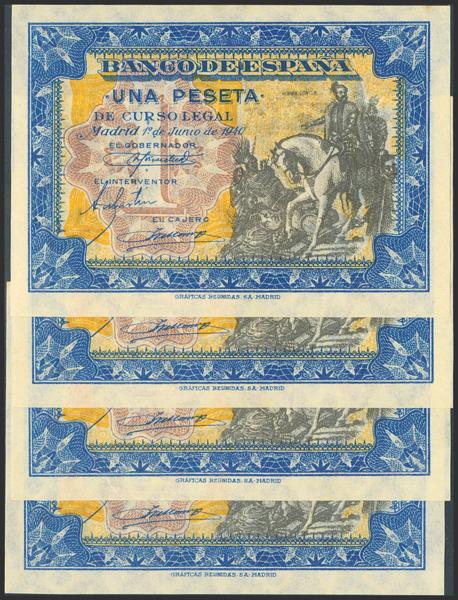 BANCO DE ESPAÑA
· UNA PESETA ·
DE CURSO LEGAL
Madrid 1º de Junio de 1940
EL GOBERNADOR
EL INTERVENTOR
EL CAJERO
1
GRÁFICAS REUNIDAS, S.A.-MADRID
GRÁFICAS REUNIDAS, S.A.-MADRID
GRÁFICAS REUNIDAS, S.A.-MADRID
GRÁFICAS REUNIDAS, S.A.-MADRID